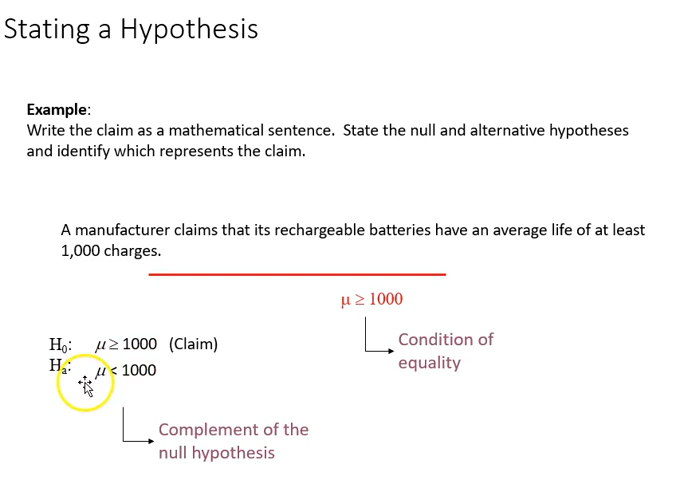 Stating a Hypothesis
Example:
Write the claim as a mathematical sentence. State the null and alternative hypotheses
and identify which represents the claim.
A manufacturer claims that its rechargeable batteries have an average life of at least
1,000 charges.
μ ≥ 1000
Condition of
equality
H₀: μ ≥ 1000 (Claim)
Hₐ: μ < 1000
Complement of the
null hypothesis